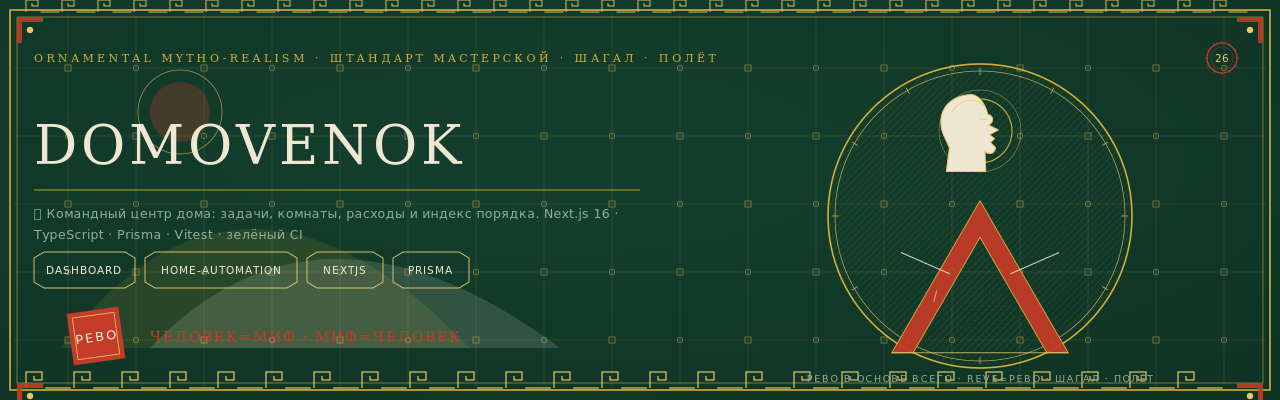 ORNAMENTAL MYTHO-REALISM · ШТАНДАРТ МАСТЕРСКОЙ · ШАГАЛ · ПОЛЁТ
26
DOMOVENOK
Командный центр дома: задачи, комнаты, расходы и индекс порядка. Next.js 16 ·
TypeScript · Prisma · Vitest · зелёный CI
DASHBOARD
HOME-AUTOMATION
NEXTJS
PRISMA
РЕВО
ЧЕЛОВЕК=МИФ · МИФ=ЧЕЛОВЕК
РЕВО В ОСНОВЕ ВСЕГО · REVE=РЕВО · ШАГАЛ · ПОЛЁТ